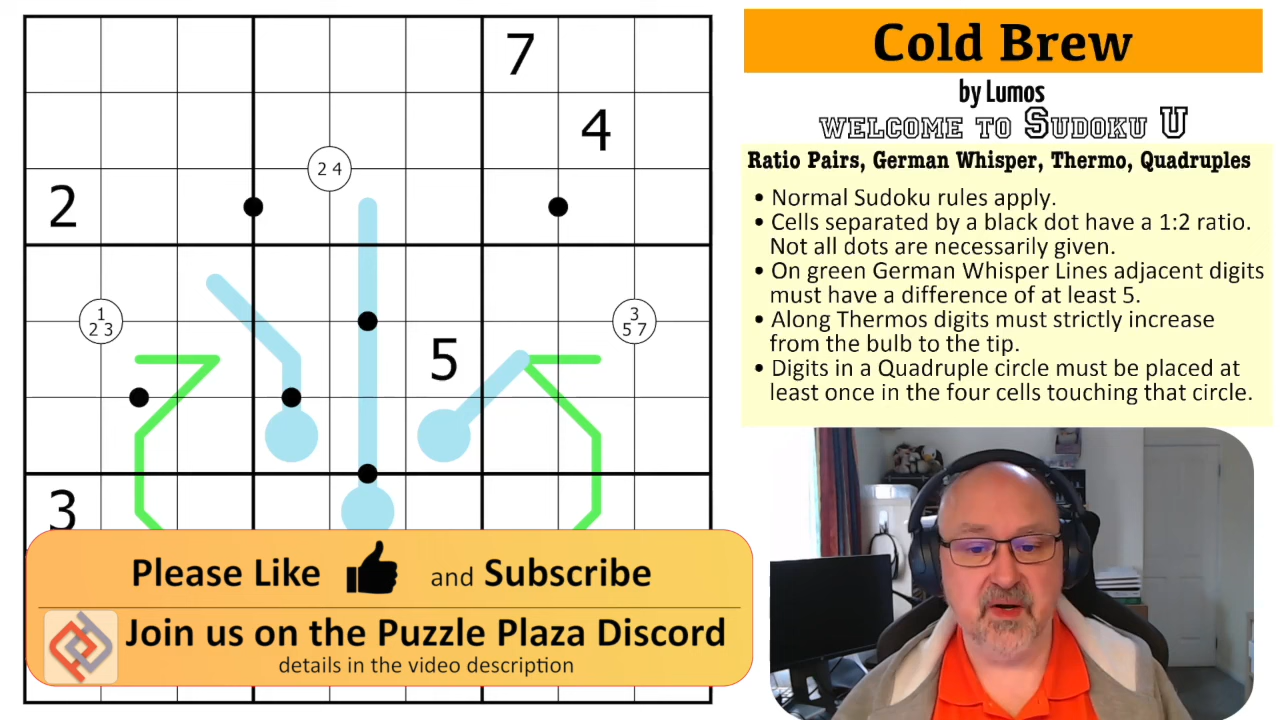 7
4
2 4
2
1
2 3
3
5 7
5
3
Please Like and Subscribe
Join us on the Puzzle Plaza Discord
details in the video description
Cold Brew
by Lumos
WELCOME TO SUDOKU U
Ratio Pairs, German Whisper, Thermo, Quadruples
• Normal Sudoku rules apply.
• Cells separated by a black dot have a 1:2 ratio.
Not all dots are necessarily given.
• On green German Whisper Lines adjacent digits
must have a difference of at least 5.
• Along Thermos digits must strictly increase
from the bulb to the tip.
• Digits in a Quadruple circle must be placed at
least once in the four cells touching that circle.